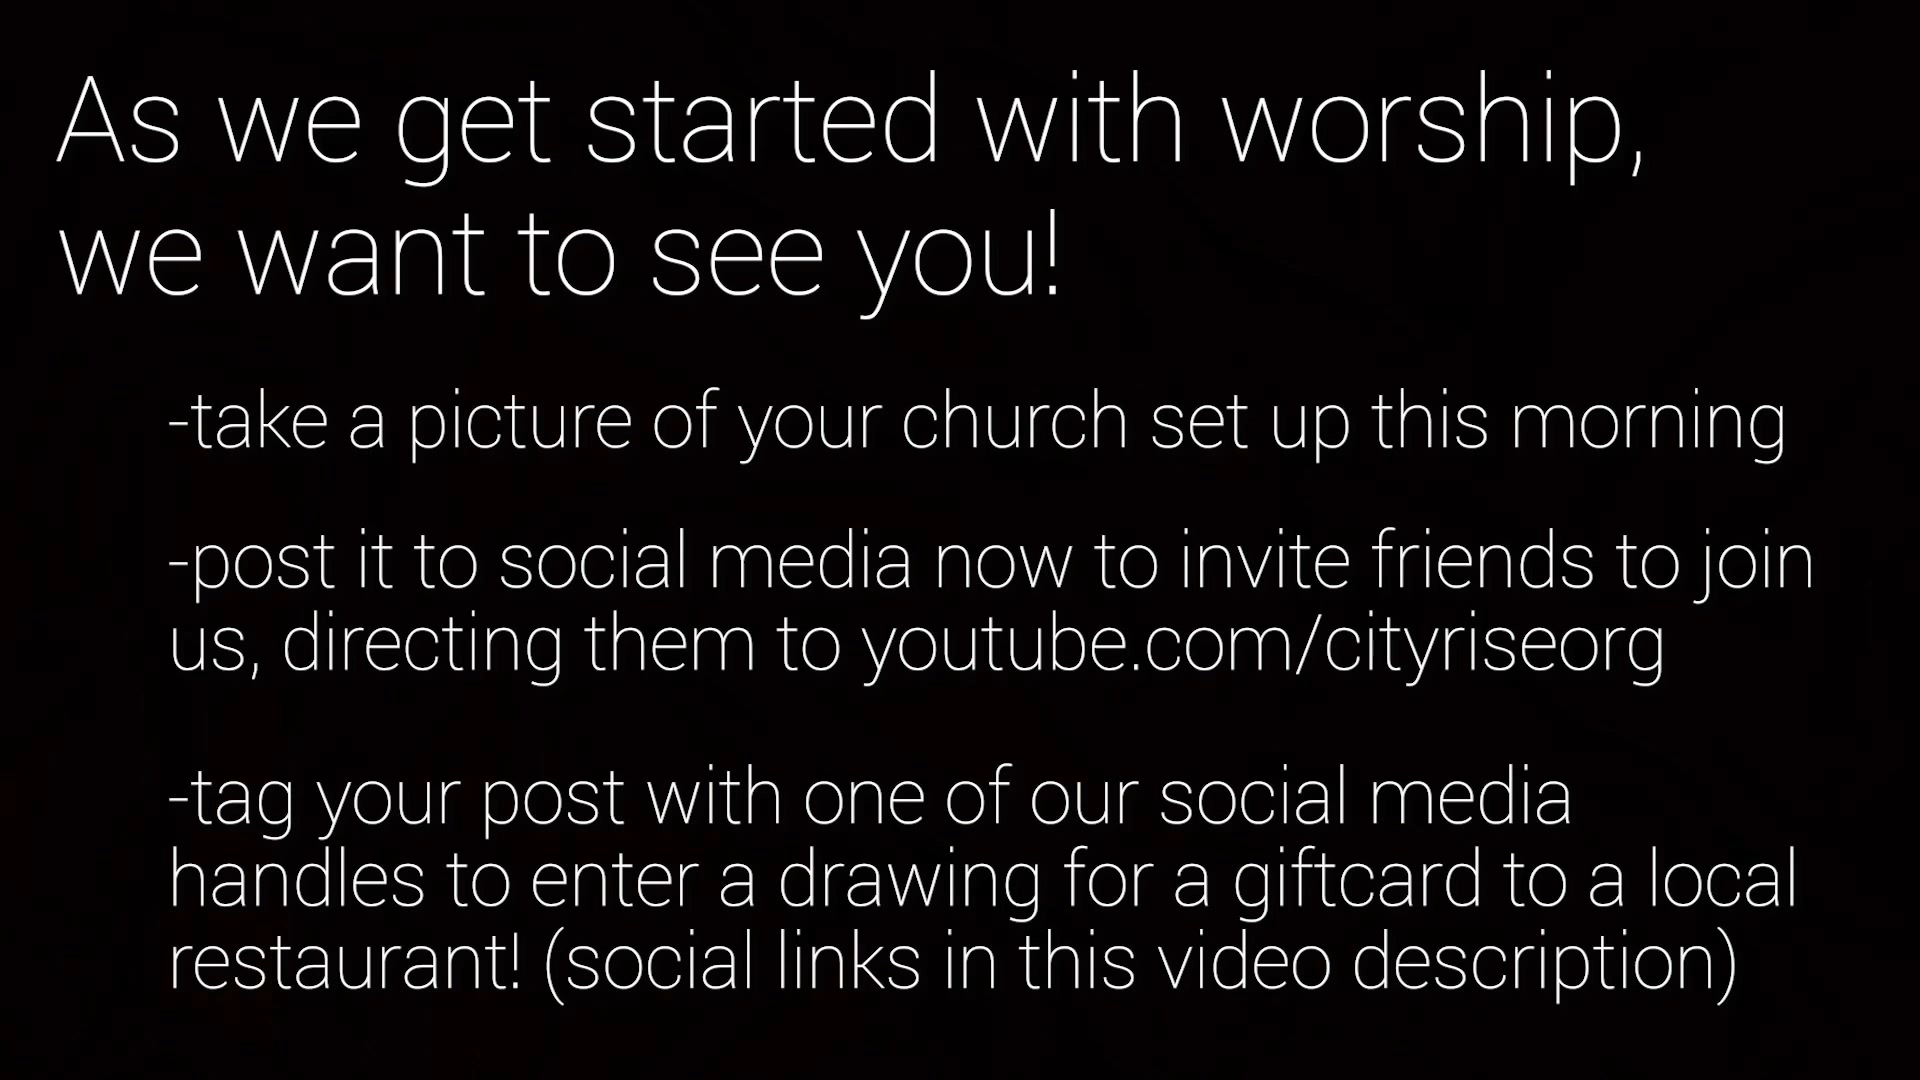 As we get started with worship,
we want to see you!
-take a picture of your church set up this morning
-post it to social media now to invite friends to join
us, directing them to youtube.com/cityriseorg
-tag your post with one of our social media
handles to enter a drawing for a giftcard to a local
restaurant! (social links in this video description)